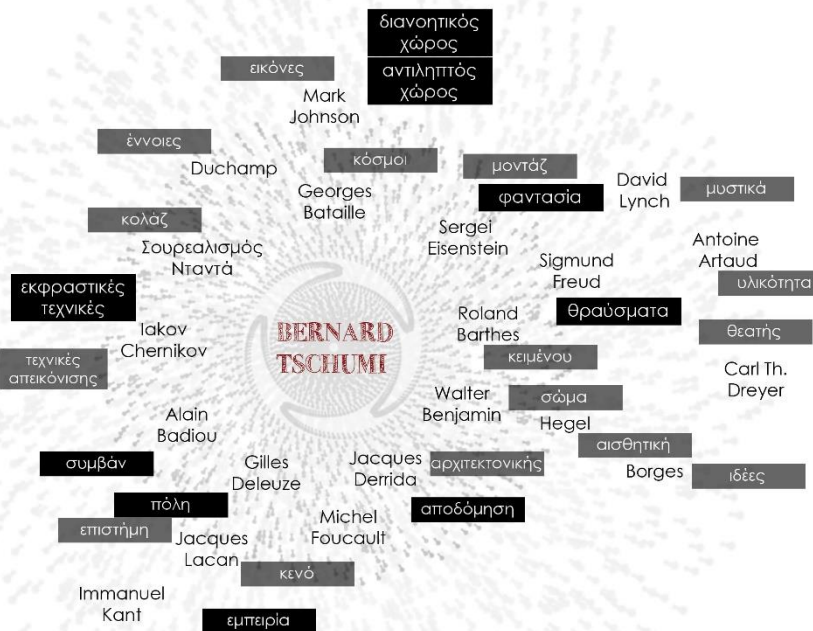 διανοητικός
χώρος
αντιληπτός
χώρος
εικόνες
Mark
Johnson
έννοιες
Duchamp
κόσμοι
Georges
Bataille
μοντάζ
φαντασία
David
Lynch
μυστικά
κολάζ
Σουρεαλισμός
Νταντά
Sergei
Eisenstein
Sigmund
Freud
Antoine
Artaud
υλικότητα
εκφραστικές
τεχνικές
Iakov
Chernikov
BERNARD
TSCHUMI
Roland
Barthes
θραύσματα
θεατής
τεχνικές
απεικόνισης
κειμένου
Carl Th.
Dreyer
Alain
Badiou
Walter
Benjamin
σώμα
Hegel
αισθητική
συμβάν
Gilles
Deleuze
Jacques
Derrida
αρχιτεκτονικής
Borges
ιδέες
πόλη
επιστήμη
Jacques
Lacan
Michel
Foucault
αποδόμηση
κενό
Immanuel
Kant
εμπειρία